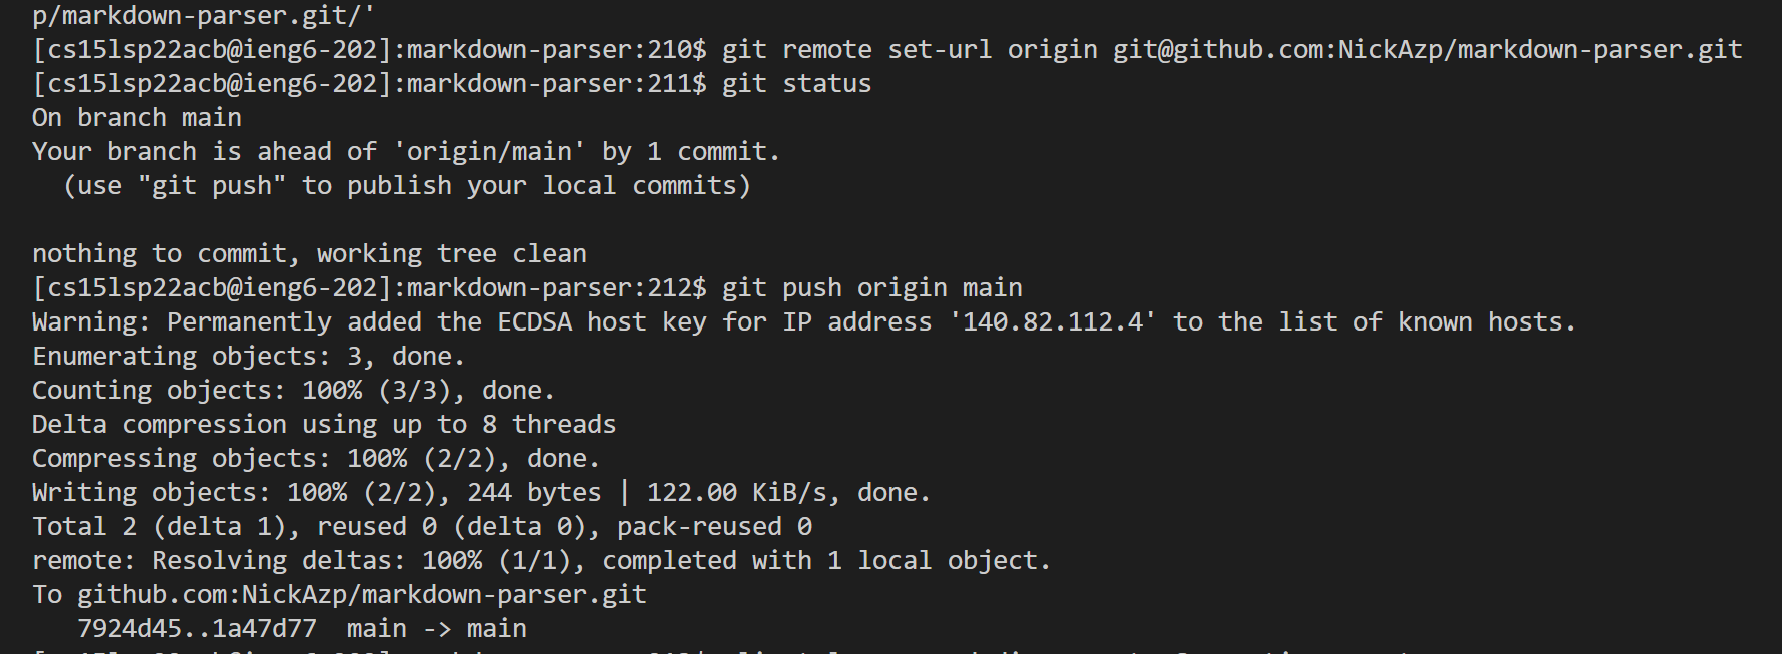 p/markdown-parser.git/'
[cs15lsp22acb@ieng6-202]:markdown-parser:210$ git remote set-url origin git@github.com:NickAzp/markdown-parser.git
[cs15lsp22acb@ieng6-202]:markdown-parser:211$ git status
On branch main
Your branch is ahead of 'origin/main' by 1 commit.
  (use "git push" to publish your local commits)

nothing to commit, working tree clean
[cs15lsp22acb@ieng6-202]:markdown-parser:212$ git push origin main
Warning: Permanently added the ECDSA host key for IP address '140.82.112.4' to the list of known hosts.
Enumerating objects: 3, done.
Counting objects: 100% (3/3), done.
Delta compression using up to 8 threads
Compressing objects: 100% (2/2), done.
Writing objects: 100% (2/2), 244 bytes | 122.00 KiB/s, done.
Total 2 (delta 1), reused 0 (delta 0), pack-reused 0
remote: Resolving deltas: 100% (1/1), completed with 1 local object.
To github.com:NickAzp/markdown-parser.git
   7924d45..1a47d77  main -> main